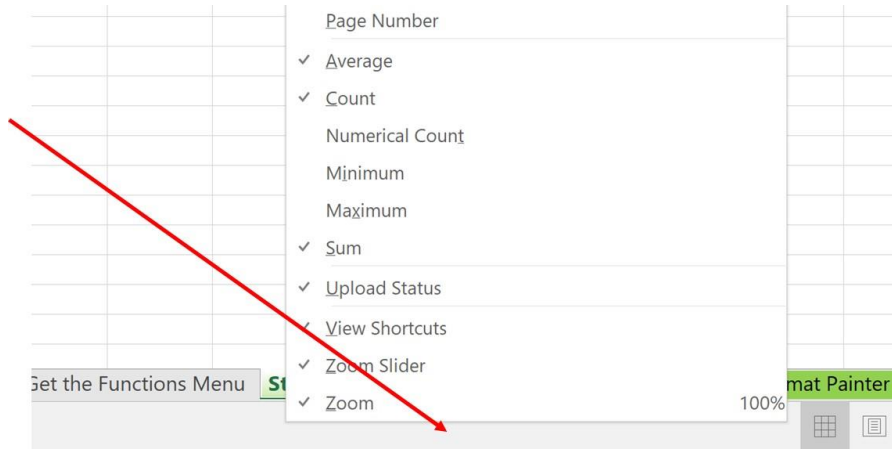 Page Number
Average
Count
Numerical Count
Minimum
Maximum
Sum
Upload Status
View Shortcuts
Zoom Slider
Zoom 100%
Get the Functions Menu St mat Painter